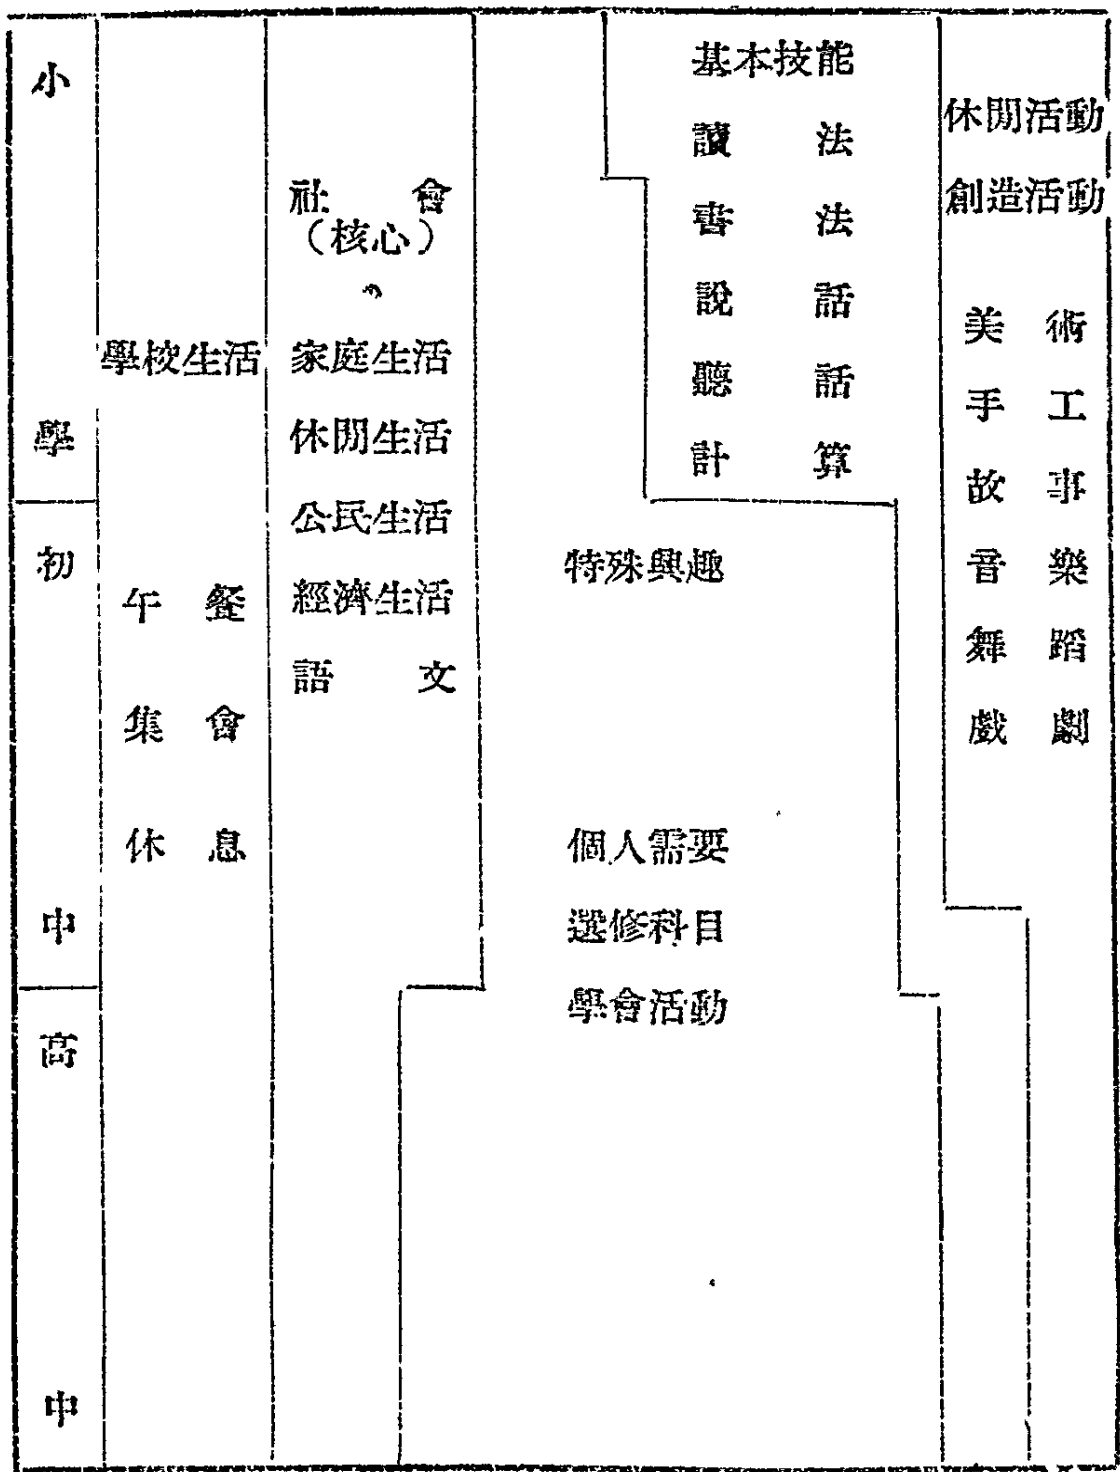 小學
初中
高中
學校生活
午餐
集會
休息
社會
（核心）
家庭生活
休閒生活
公民生活
經濟生活
語文
特殊興趣
個人需要
選修科目
學會活動
基本技能
讀法
書法
說話
聽話
計算
休閒活動
創造活動
美術
手工
故事
音樂
舞蹈
戲劇